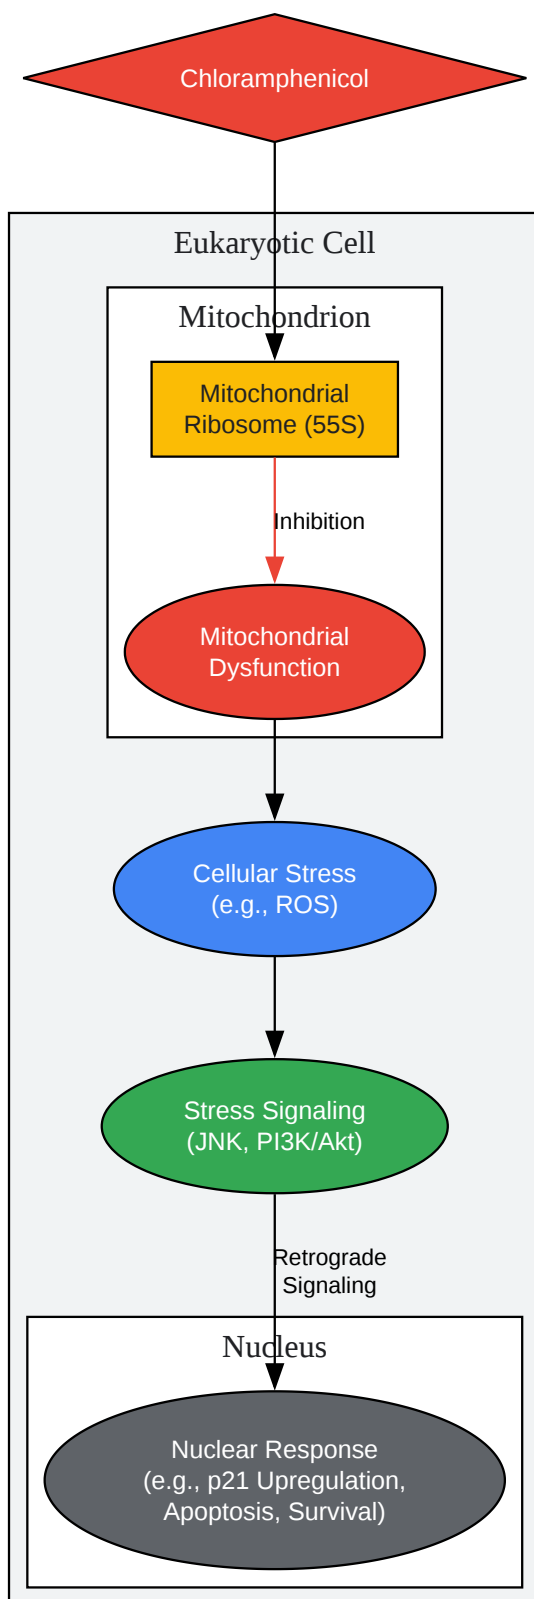 Chloramphenicol
Eukaryotic Cell
Mitochondrion
Mitochondrial
Ribosome (55S)
Inhibition
Mitochondrial
Dysfunction
Cellular Stress
(e.g., ROS)
Stress Signaling
(JNK, PI3K/Akt)
Retrograde
Signaling
Nucleus
Nuclear Response
(e.g., p21 Upregulation,
Apoptosis, Survival)